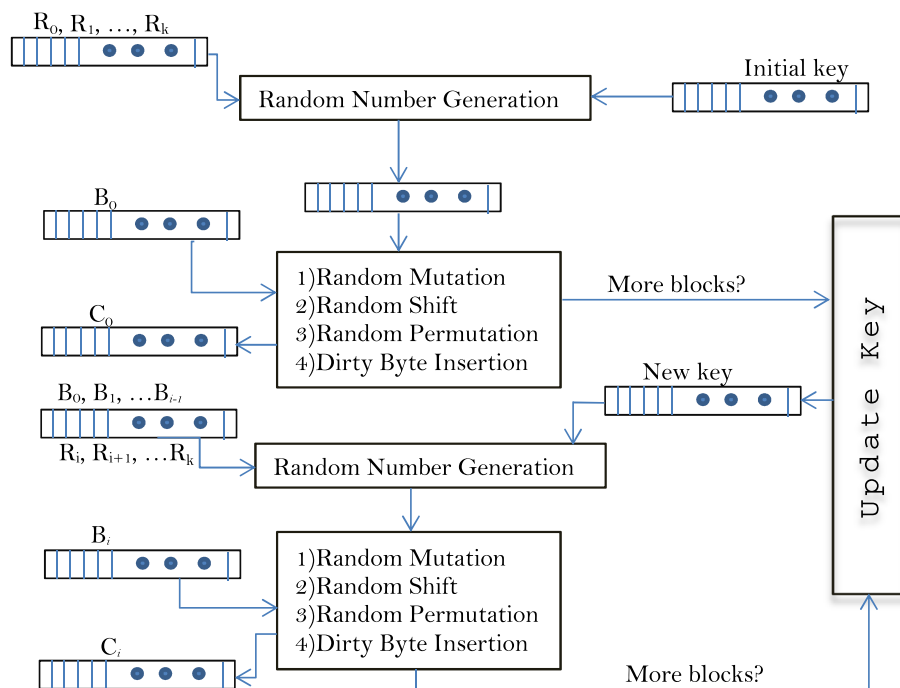 R₀, R₁, …, Rₖ
Initial key
Random Number Generation
B₀
1)Random Mutation
2)Random Shift
3)Random Permutation
4)Dirty Byte Insertion
More blocks?
C₀
Update Key
New key
B₀, B₁, …Bᵢ₋₁
Rᵢ, Rᵢ₊₁, …Rₖ
Random Number Generation
Bᵢ
1)Random Mutation
2)Random Shift
3)Random Permutation
4)Dirty Byte Insertion
Cᵢ
More blocks?